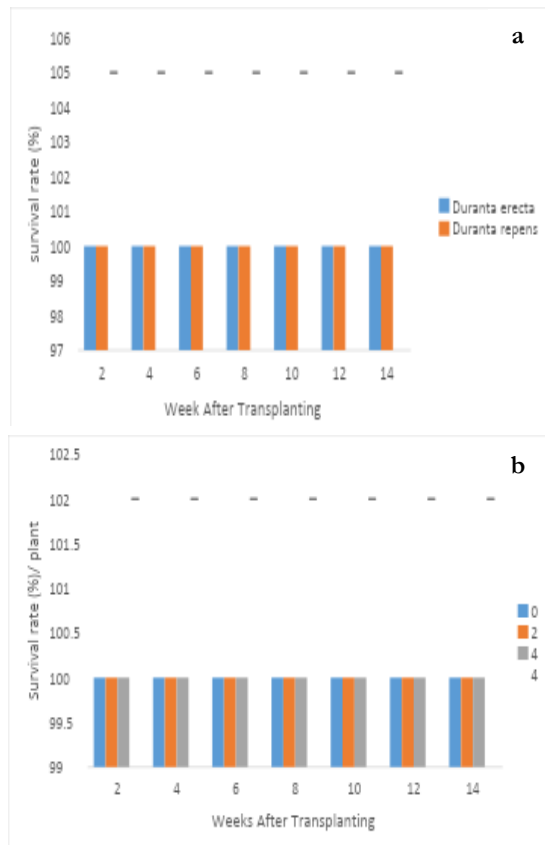 a
106
105
104
103
102
101
100
99
98
97
survival rate (%)
2 4 6 8 10 12 14
Week After Transplanting
Duranta erecta
Duranta repens
b
102.5
102
101.5
101
100.5
100
99.5
99
Survival rate (%)/ plant
2 4 6 8 10 12 14
Weeks After Transplanting
0
2
4
4